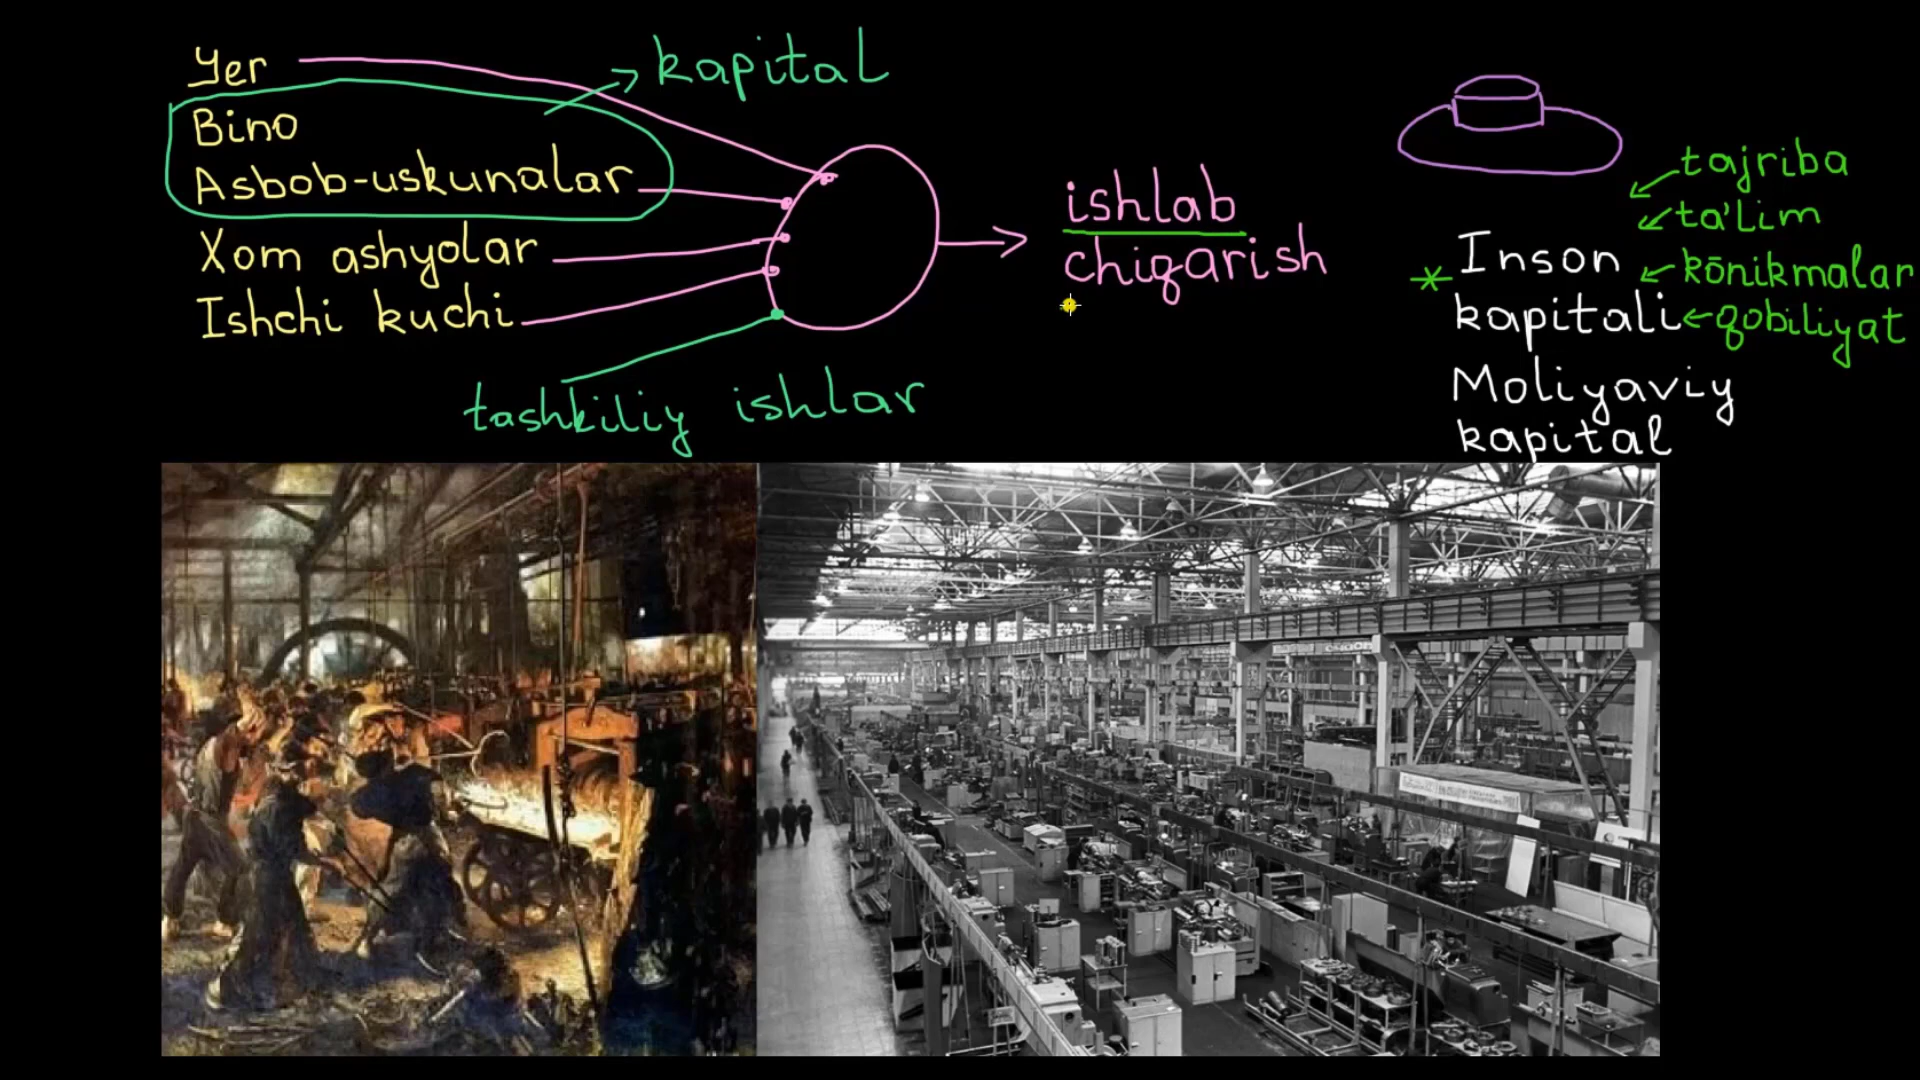 Yer
Bino
Asbob-uskunalar
Xom ashyolar
Ishchi kuchi
kapital
tashkiliy ishlar
ishlab
chiqarish
tajriba
ta'lim
kōnikmalar
qobiliyat
* Inson
kapitali
Moliyaviy
kapital